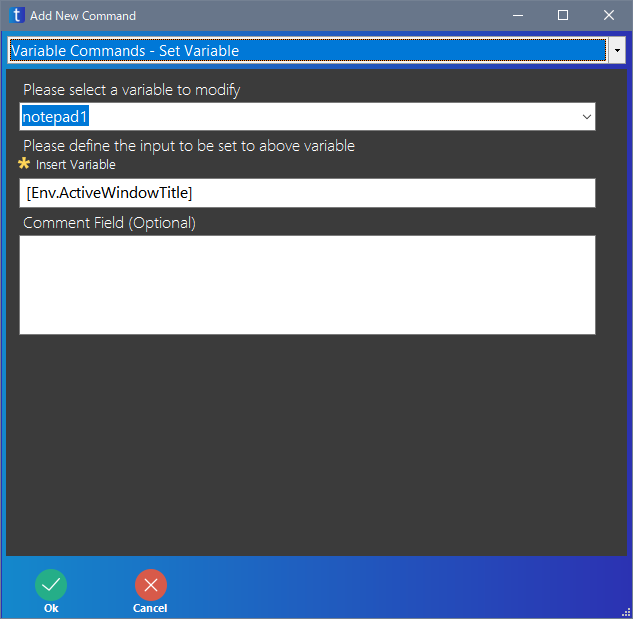 t Add New Command
Variable Commands - Set Variable
Please select a variable to modify
notepad1
Please define the input to be set to above variable
Insert Variable
[Env.ActiveWindowTitle]
Comment Field (Optional)
Ok Cancel